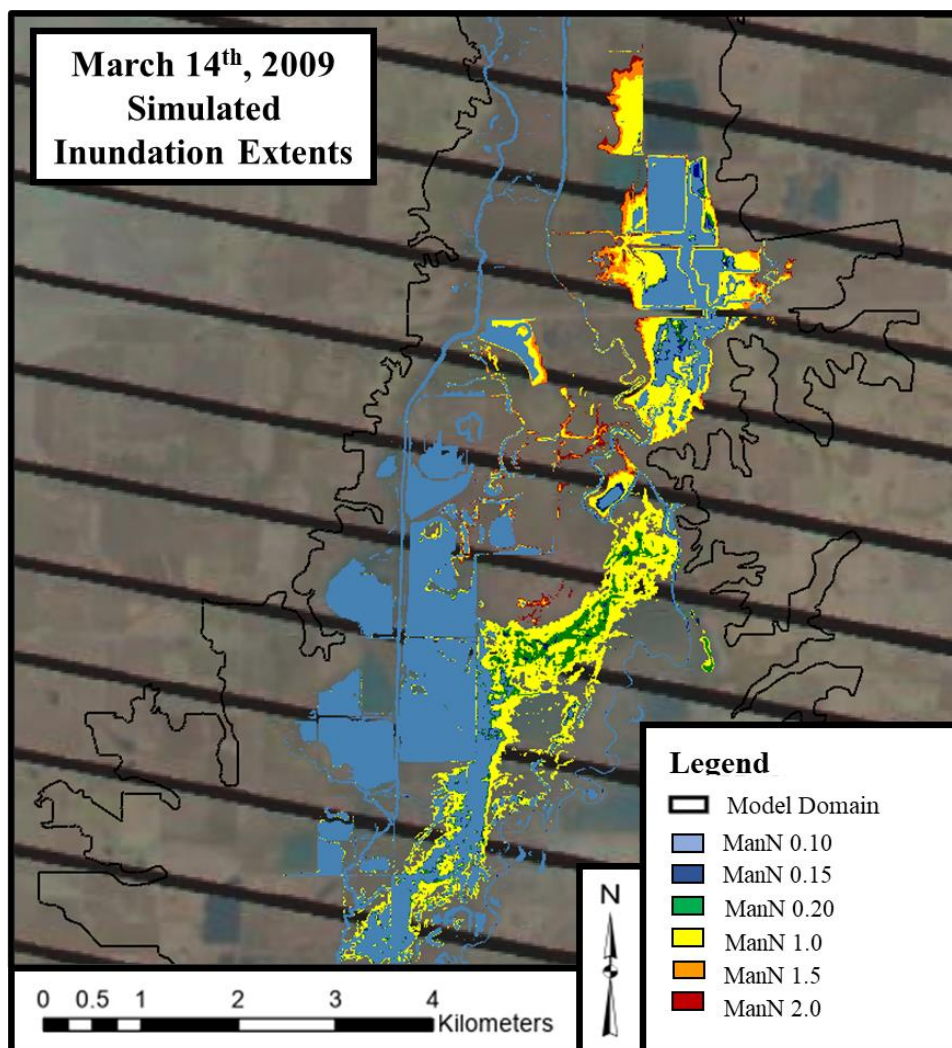 March 14th, 2009
Simulated
Inundation Extents
Legend
Model Domain
ManN 0.10
ManN 0.15
ManN 0.20
ManN 1.0
ManN 1.5
ManN 2.0
N
0 0.5 1 2 3 4
Kilometers